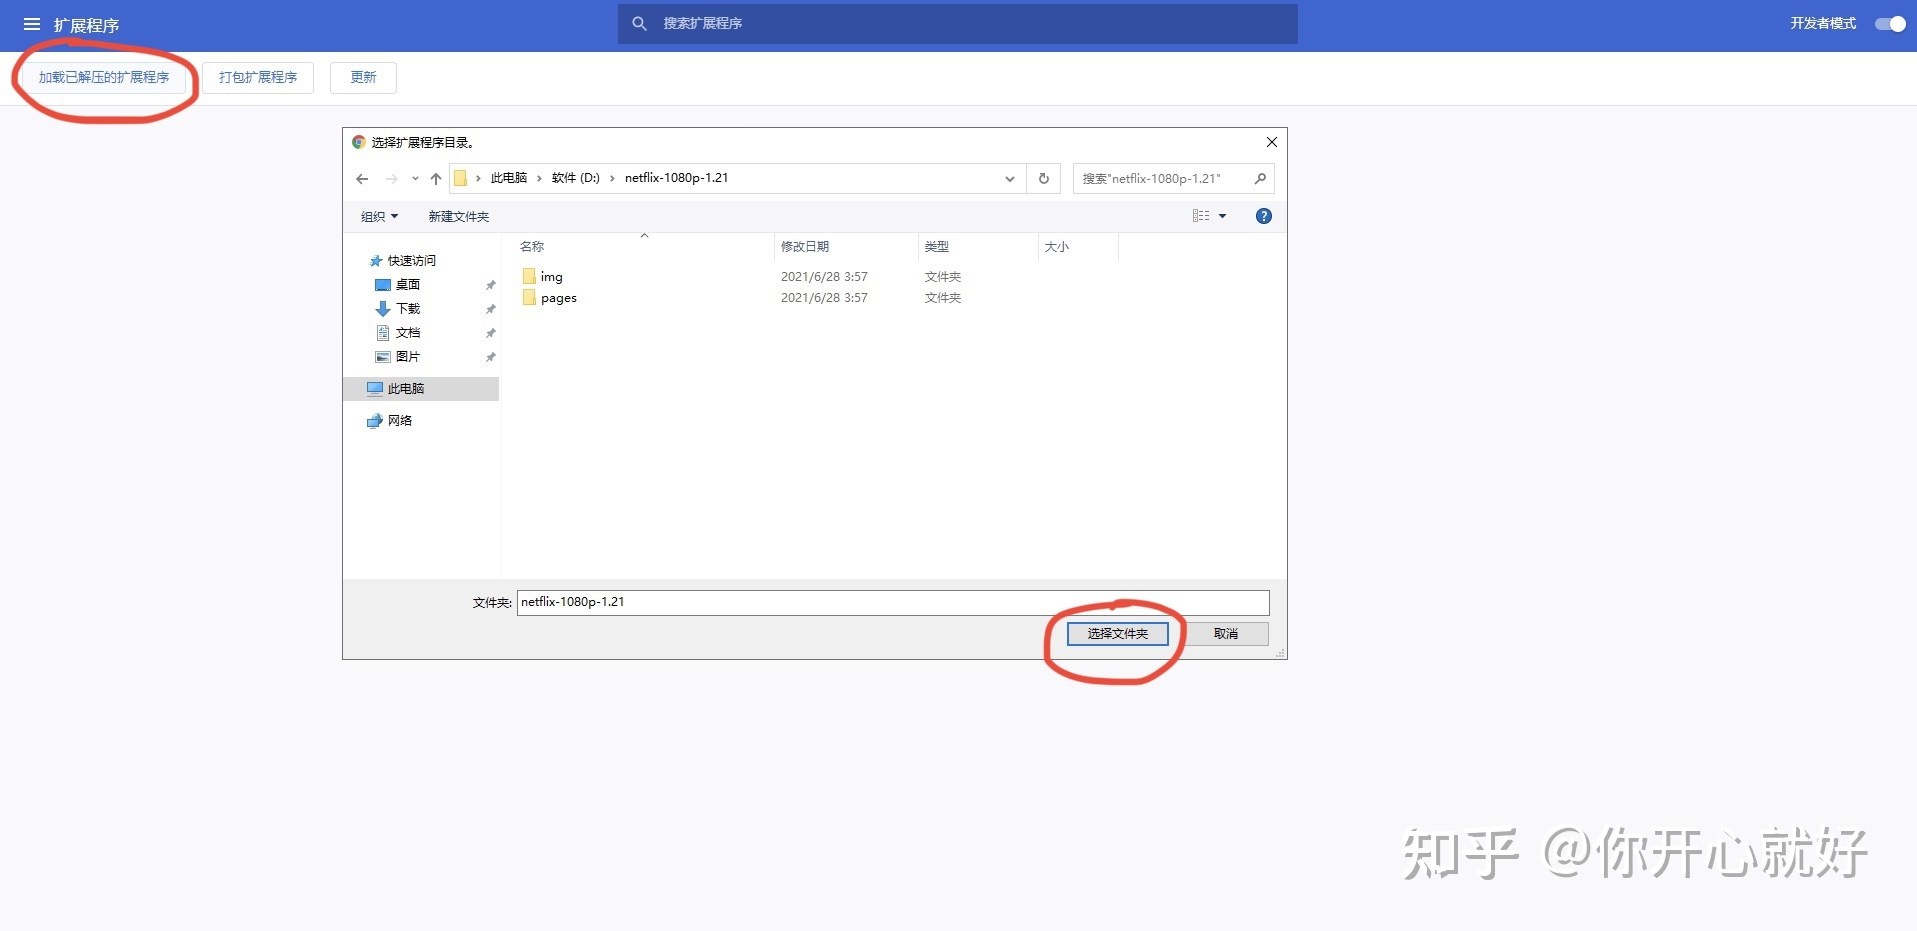 扩展程序
搜索扩展程序
开发者模式
加载已解压的扩展程序
打包扩展程序
更新
选择扩展程序目录。
此电脑
软件 (D:)
netflix-1080p-1.21
搜索"netflix-1080p-1.21"
组织
新建文件夹
名称
修改日期
类型
大小
快速访问
桌面
下载
文档
图片
此电脑
网络
img
2021/6/28 3:57
文件夹
pages
2021/6/28 3:57
文件夹
文件夹:
netflix-1080p-1.21
选择文件夹
取消
知乎 @你开心就好